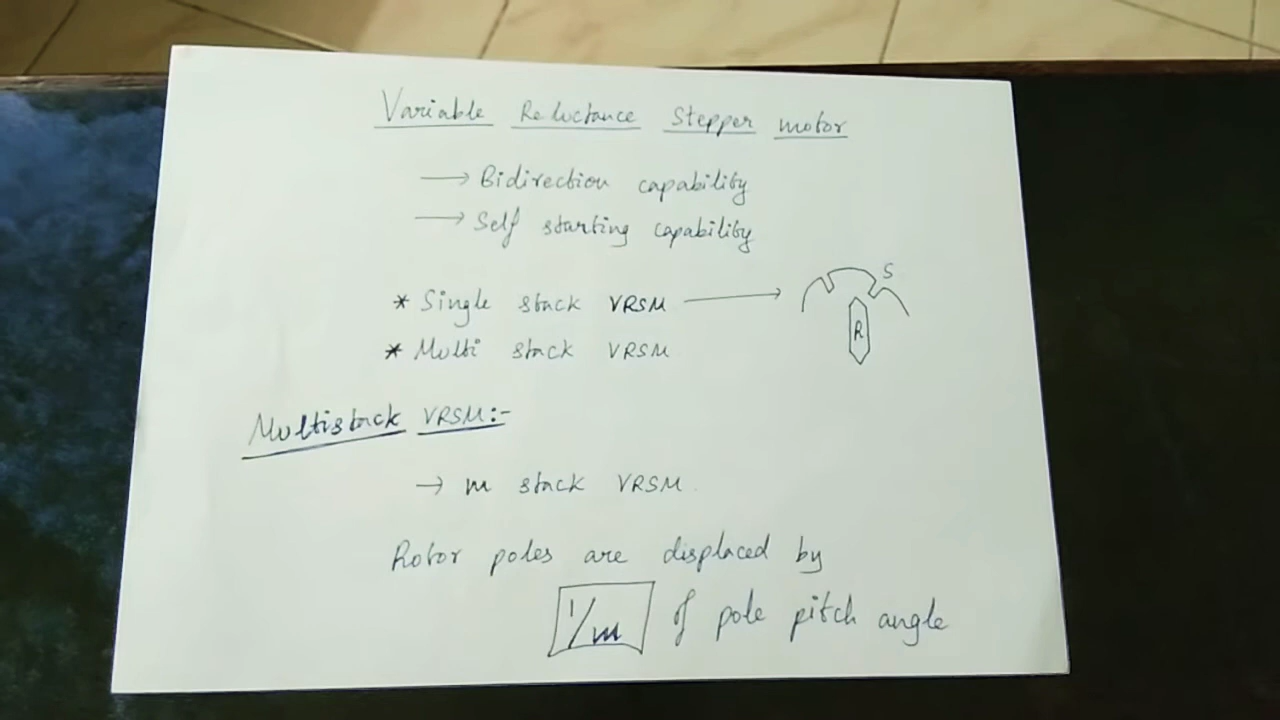 Variable Reluctance Stepper motor
→ Bidirection capability
→ Self starting capability
* Single stack VRSM → S
R
* Multi stack VRSM
Multistack VRSM:-
→ m stack VRSM.
Rotor poles are displaced by
1/m of pole pitch angle